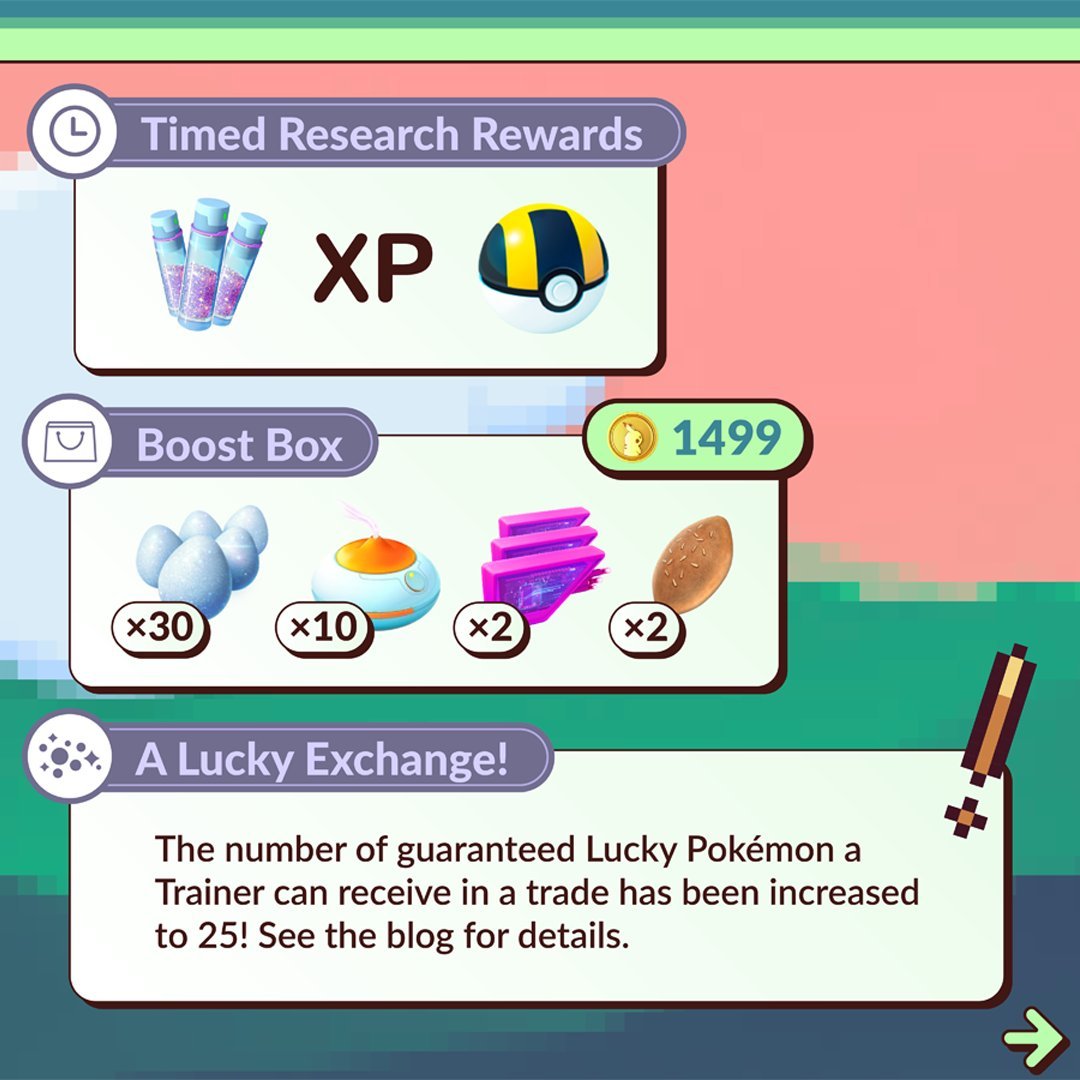 Timed Research Rewards
XP
Boost Box
1499
×30
×10
×2
×2
A Lucky Exchange!
The number of guaranteed Lucky Pokémon a
Trainer can receive in a trade has been increased
to 25! See the blog for details.